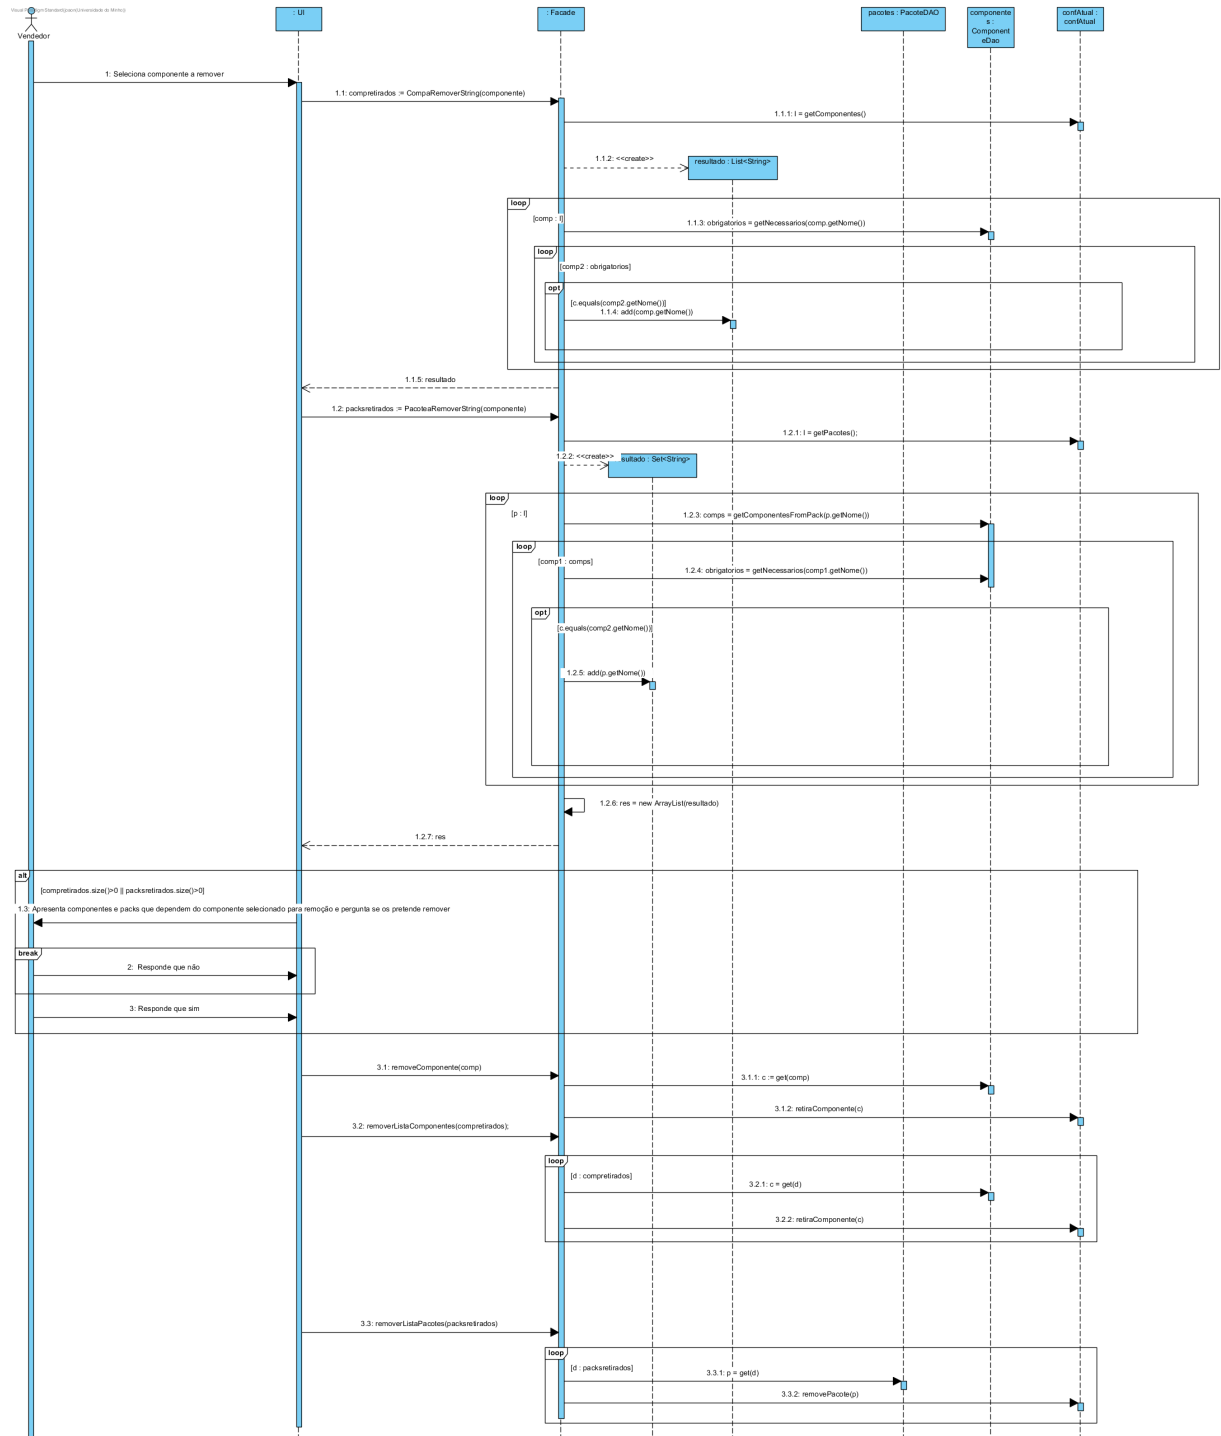 Visual Paradigm Standard(joann(Universidade do Minho))
Vendedor
: UI
: Facade
pacotes : PacoteDAO
componente
s :
Component
eDao
confAtual :
confAtual
1: Seleciona componente a remover
1.1: compretirados := CompaRemoverString(componente)
1.1.1: l = getComponentes()
1.1.2: <<create>>
resultado : List<String>
loop
[comp : l]
1.1.3: obrigatorios = getNecessarios(comp.getNome())
loop
[comp2 : obrigatorios]
opt
[c.equals(comp2.getNome())]
1.1.4: add(comp.getNome())
1.1.5: resultado
1.2: packsretirados := PacoteaRemoverString(componente)
1.2.1: l = getPacotes();
1.2.2: <<create>>
sultado : Set<String>
loop
[p : l]
1.2.3: comps = getComponentesFromPack(p.getNome())
loop
[comp1 : comps]
1.2.4: obrigatorios = getNecessarios(comp1.getNome())
opt
[c.equals(comp2.getNome())]
1.2.5: add(p.getNome())
1.2.6: res = new ArrayList(resultado)
1.2.7: res
alt
[compretirados.size()>0 || packsretirados.size()>0]
1.3: Apresenta componentes e packs que dependem do componente selecionado para remoção e pergunta se os pretende remover
break
2: Responde que não
3: Responde que sim
3.1: removeComponente(comp)
3.1.1: c := get(comp)
3.1.2: retiraComponente(c)
3.2: removerListaComponentes(compretirados);
loop
[d : compretirados]
3.2.1: c = get(d)
3.2.2: retiraComponente(c)
3.3: removerListaPacotes(packsretirados)
loop
[d : packsretirados]
3.3.1: p = get(d)
3.3.2: removePacote(p)